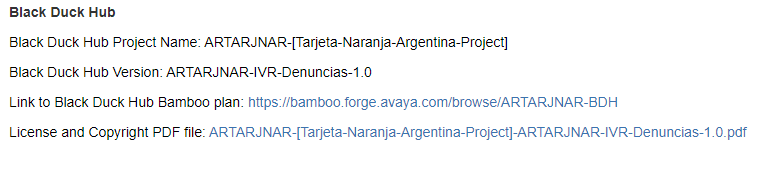 Black Duck Hub
Black Duck Hub Project Name: ARTARJNAR-[Tarjeta-Naranja-Argentina-Project]
Black Duck Hub Version: ARTARJNAR-IVR-Denuncias-1.0
Link to Black Duck Hub Bamboo plan: https://bamboo.forge.avaya.com/browse/ARTARJNAR-BDH
License and Copyright PDF file: ARTARJNAR-[Tarjeta-Naranja-Argentina-Project]-ARTARJNAR-IVR-Denuncias-1.0.pdf